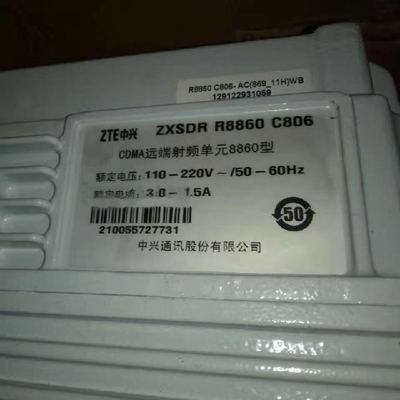 R8860 C806- AC(869_11H)WB
129122931059
ZTE中兴 ZXSDR R8860 C806
CDMA远端射频单元8860型
额定电压：110－220V～/50－60Hz
额定电流：3.0－1.5A
50
210055727731
中兴通讯股份有限公司